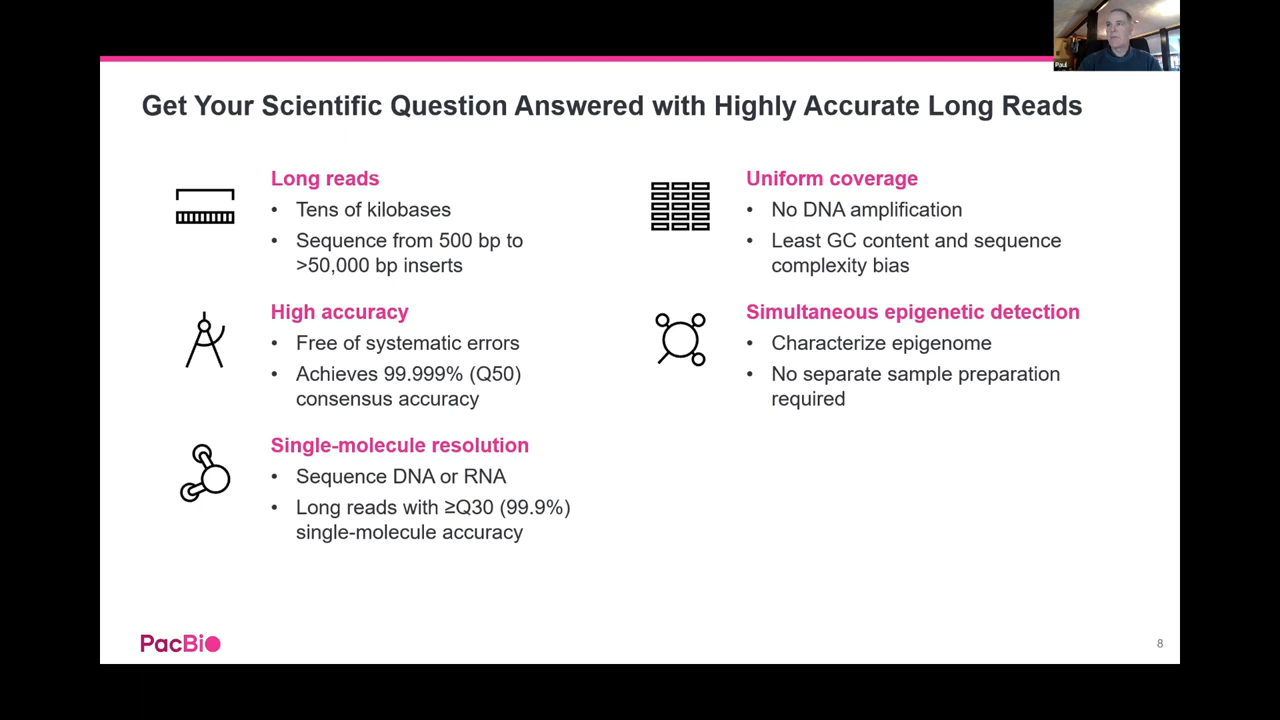 Paul
Get Your Scientific Question Answered with Highly Accurate Long Reads
Long reads
• Tens of kilobases
• Sequence from 500 bp to
>50,000 bp inserts
High accuracy
• Free of systematic errors
• Achieves 99.999% (Q50)
consensus accuracy
Single-molecule resolution
• Sequence DNA or RNA
• Long reads with ≥Q30 (99.9%)
single-molecule accuracy
Uniform coverage
• No DNA amplification
• Least GC content and sequence
complexity bias
Simultaneous epigenetic detection
• Characterize epigenome
• No separate sample preparation
required
PacBio
8